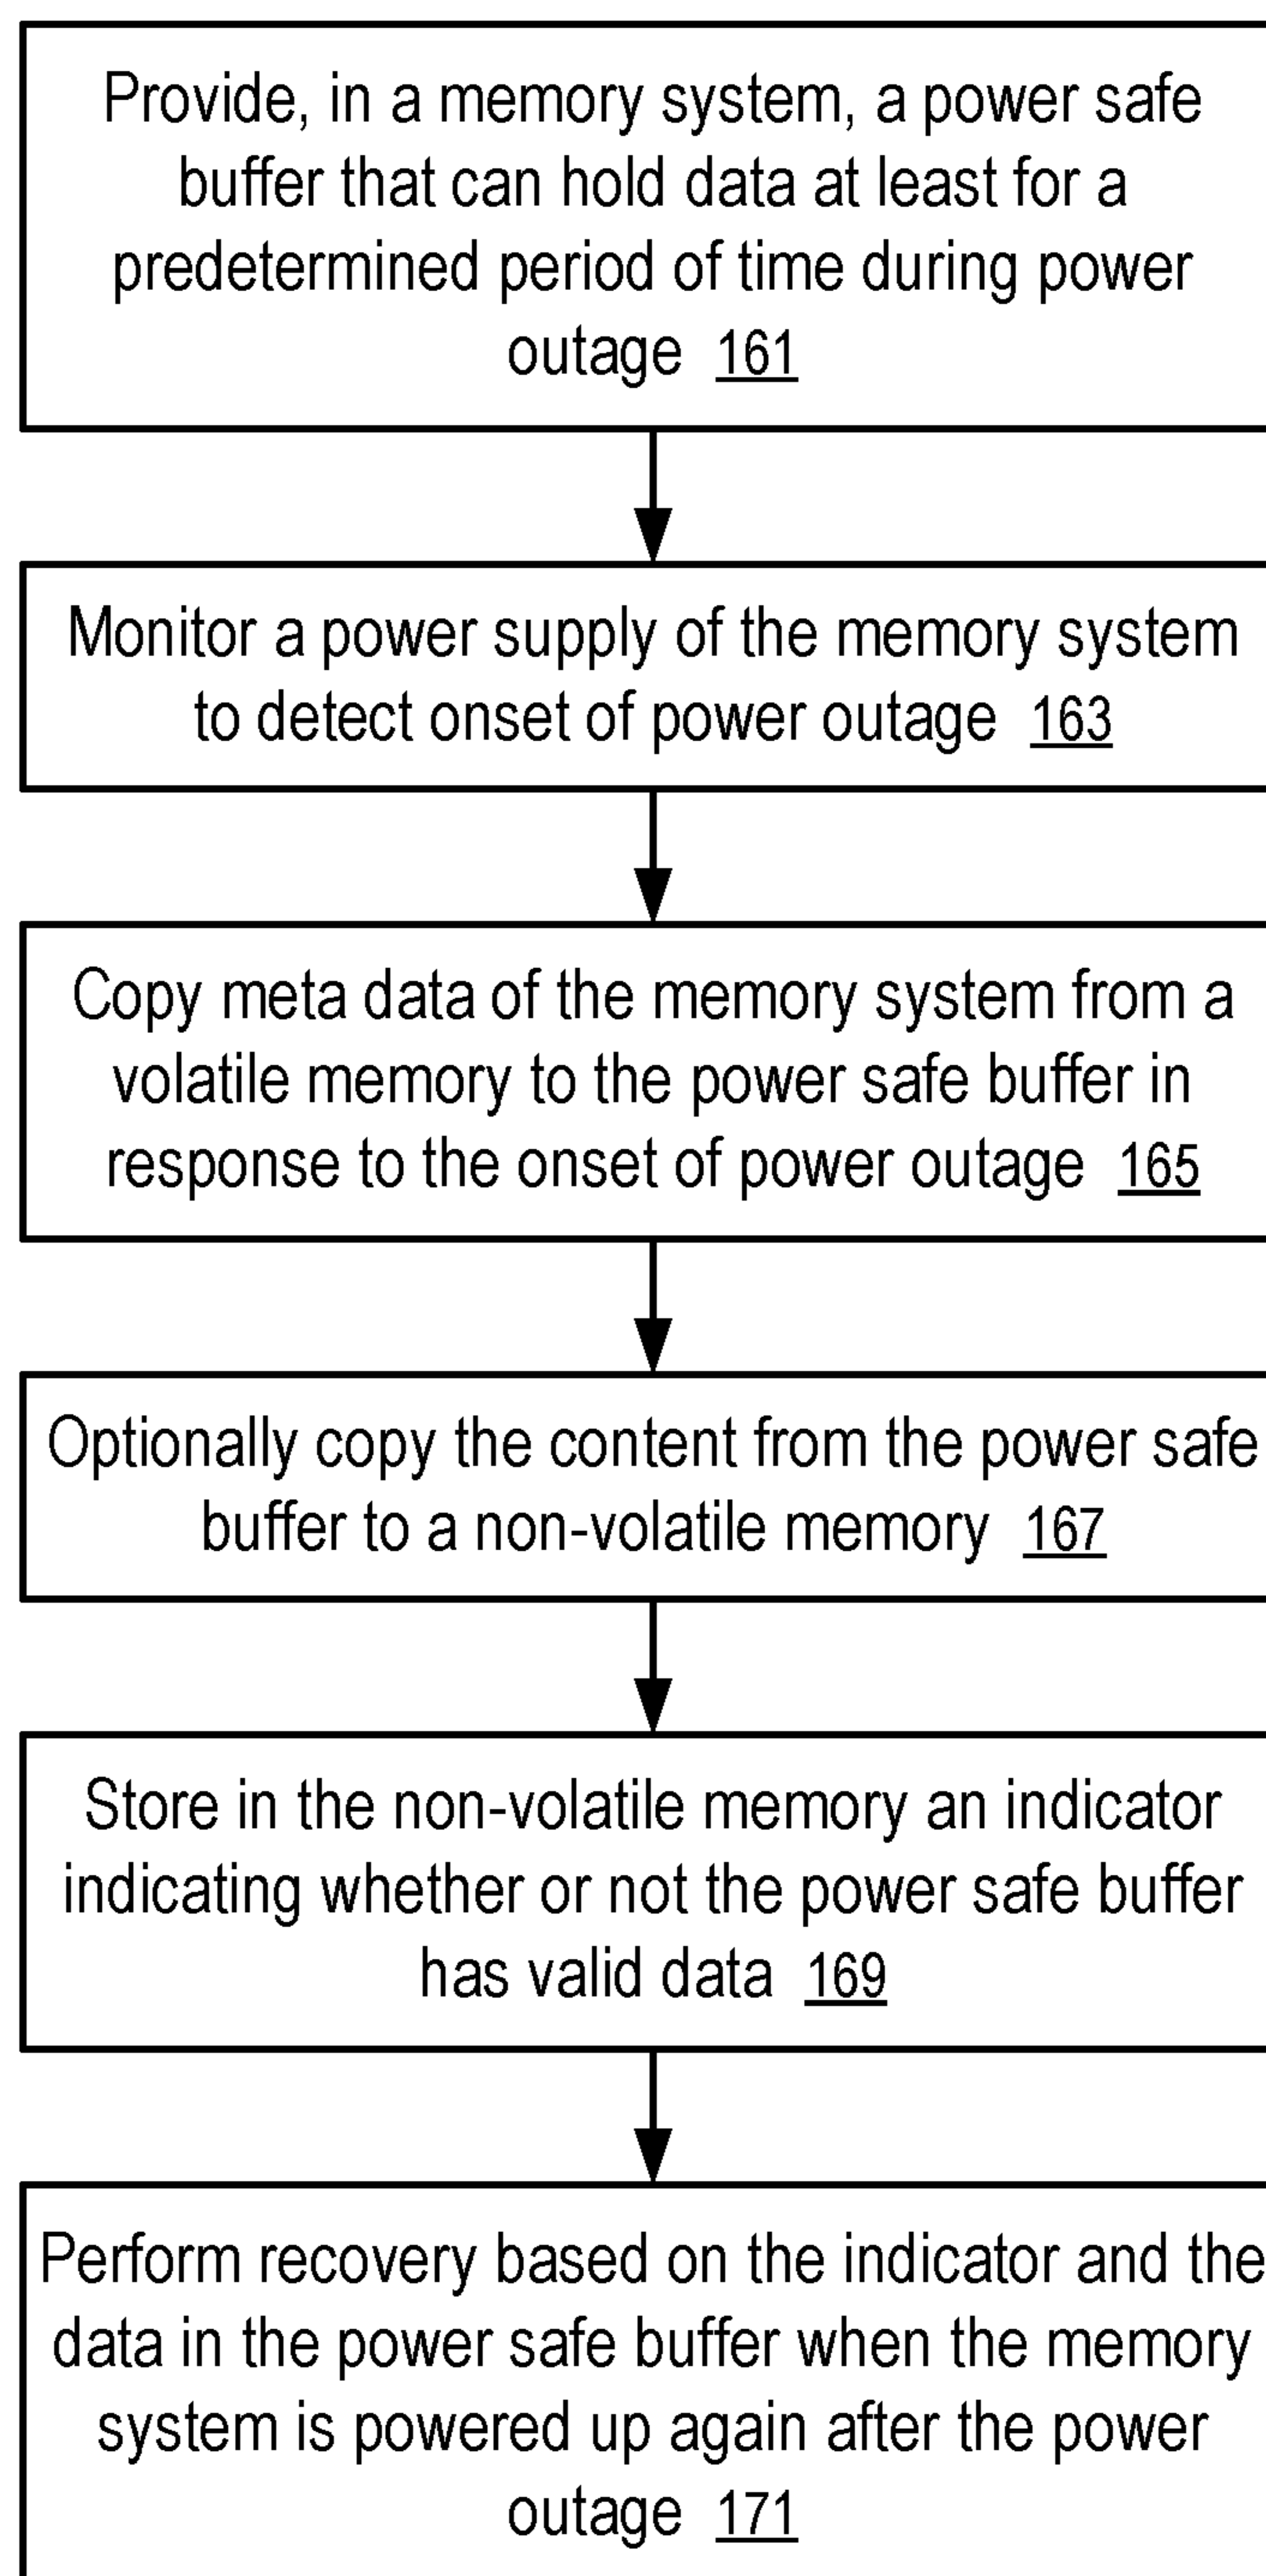 Provide, in a memory system, a power safe
buffer that can hold data at least for a
predetermined period of time during power
outage 161
Monitor a power supply of the memory system
to detect onset of power outage 163
Copy meta data of the memory system from a
volatile memory to the power safe buffer in
response to the onset of power outage 165
Optionally copy the content from the power safe
buffer to a non-volatile memory 167
Store in the non-volatile memory an indicator
indicating whether or not the power safe buffer
has valid data 169
Perform recovery based on the indicator and the
data in the power safe buffer when the memory
system is powered up again after the power
outage 171